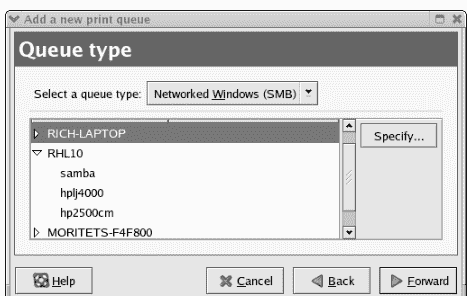 Add a new print queue
Queue type
Select a queue type: Networked Windows (SMB)
RICH-LAPTOP
Specify...
RHL10
samba
hplj4000
hp2500cm
MORITETS-F4F800
Help
Cancel
Back
Forward